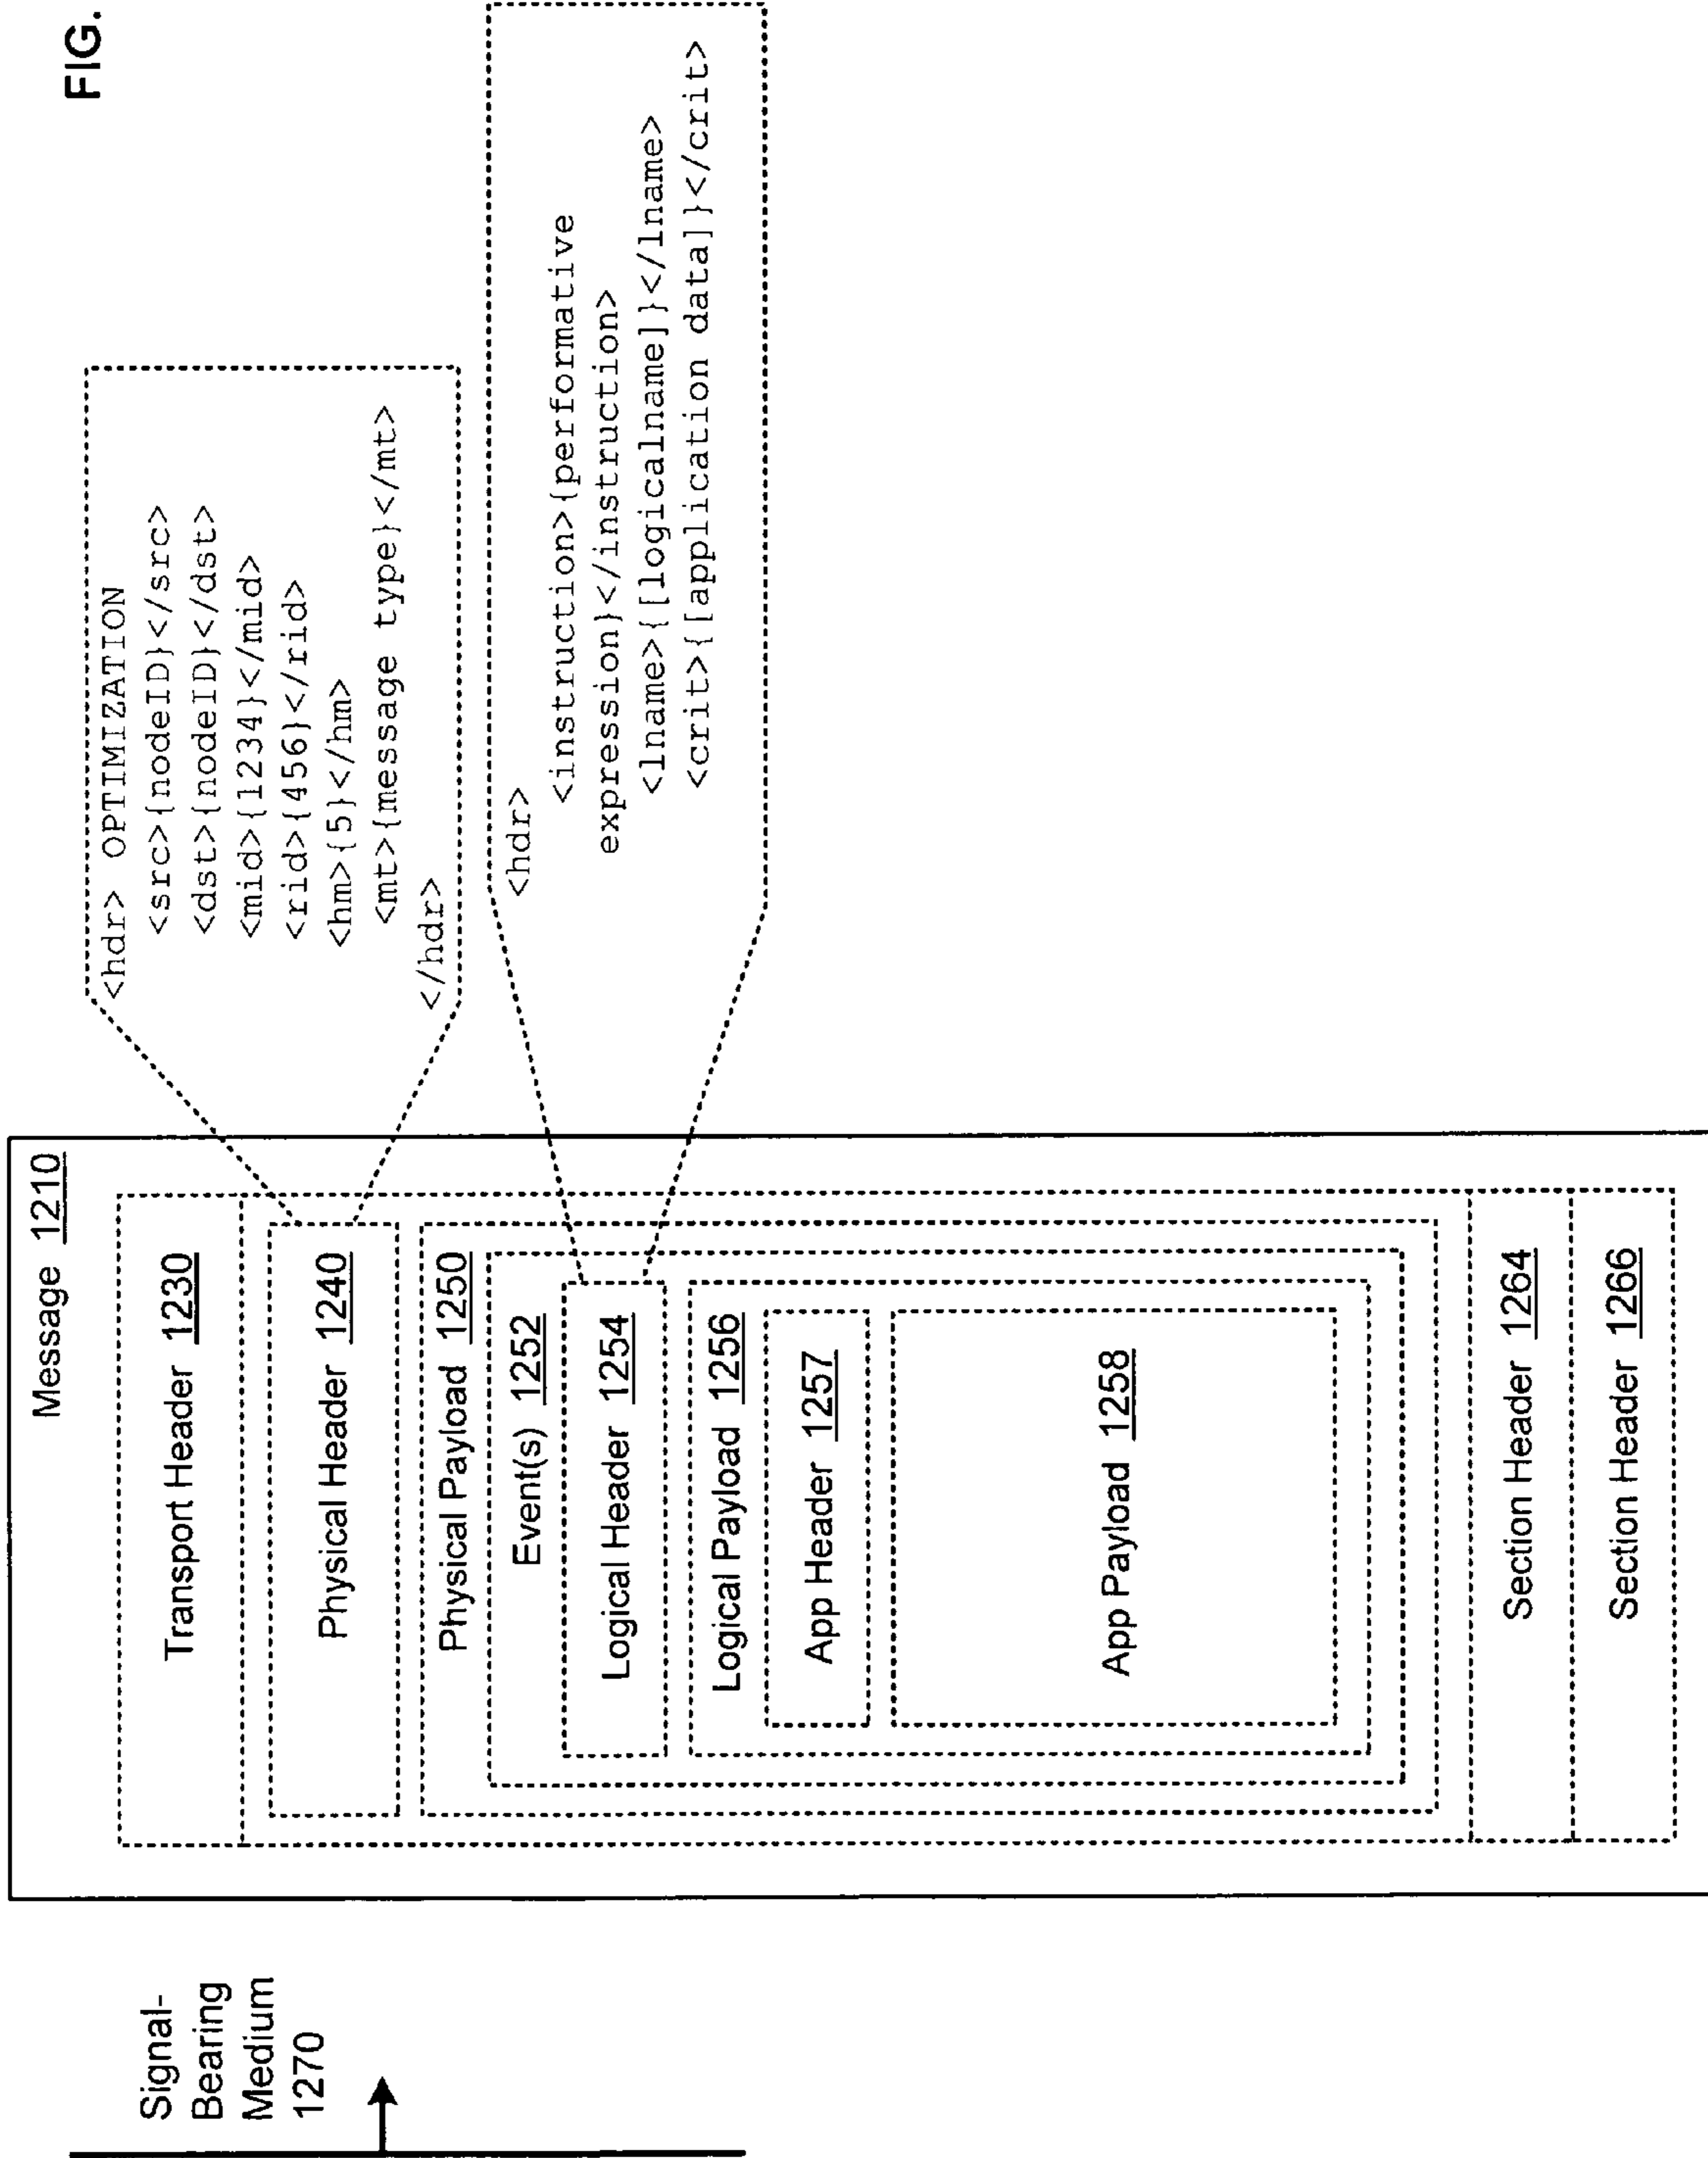 FIG.
Signal-
Bearing
Medium
1270
Message 1210
Transport Header 1230
Physical Header 1240
Physical Payload 1250
Event(s) 1252
Logical Header 1254
Logical Payload 1256
App Header 1257
App Payload 1258
Section Header 1264
Section Header 1266
<hdr> OPTIMIZATION
<src>{nodeID}</src>
<dst>{nodeID}</dst>
<mid>{1234}</mid>
<rid>{456}</rid>
<hm>{5}</hm>
<mt>{message type}</mt>
</hdr>
<hdr>
<instruction>{performative
expression}</instruction>
<lname>{[logicalname]}</lname>
<crit>{[application data]}</crit>